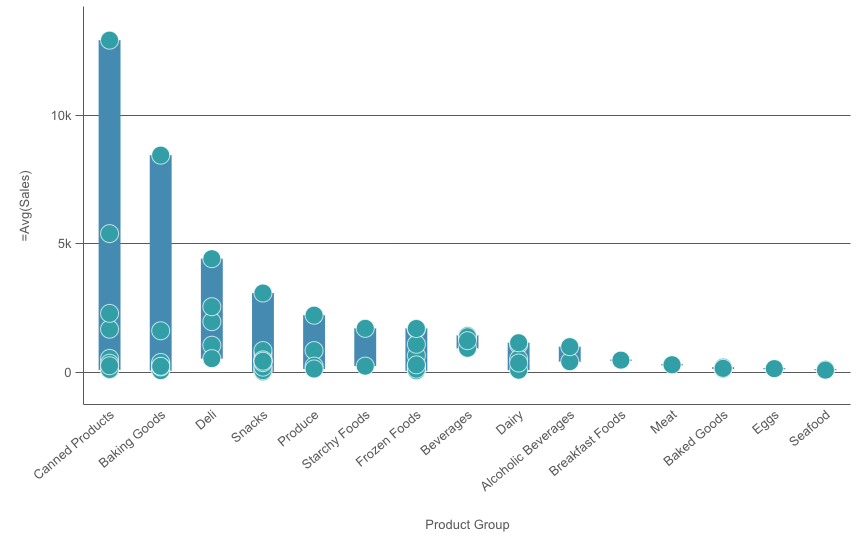 10k
5k
0
=Avg(Sales)
Canned Products
Baking Goods
Deli
Snacks
Produce
Starchy Foods
Frozen Foods
Beverages
Dairy
Alcoholic Beverages
Breakfast Foods
Meat
Baked Goods
Eggs
Seafood
Product Group